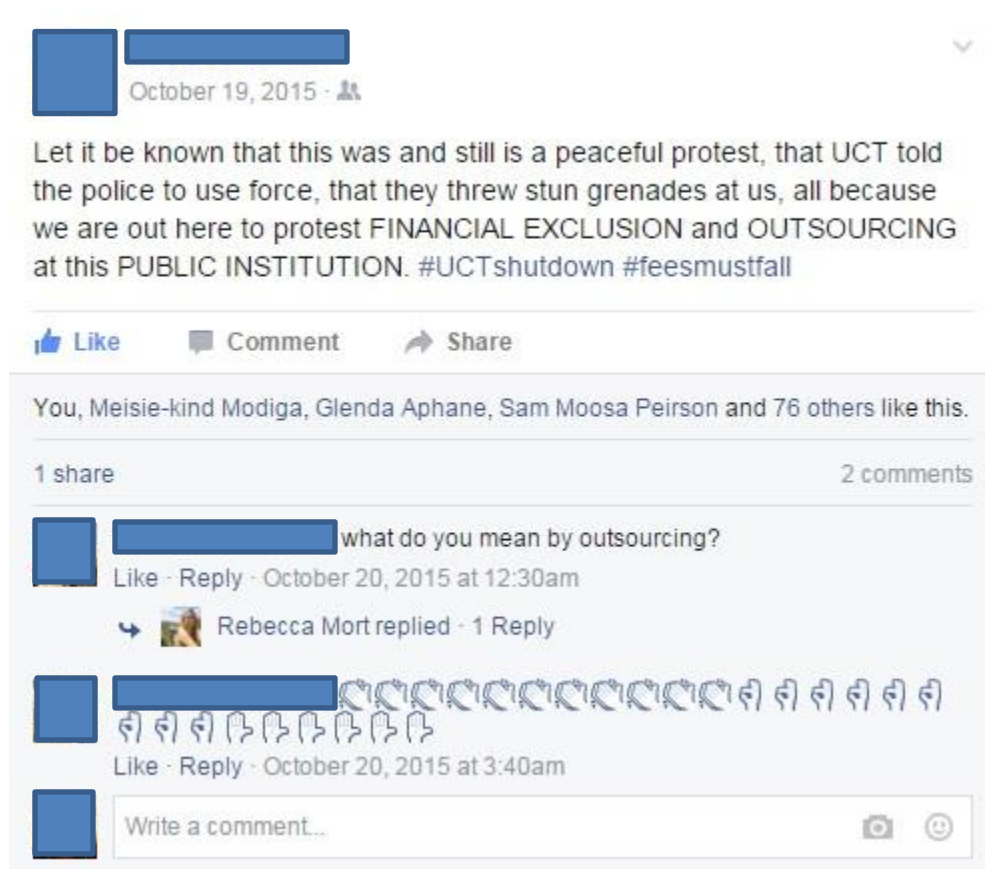 October 19, 2015 ·
Let it be known that this was and still is a peaceful protest, that UCT told
the police to use force, that they threw stun grenades at us, all because
we are out here to protest FINANCIAL EXCLUSION and OUTSOURCING
at this PUBLIC INSTITUTION. #UCTshutdown #feesmustfall
Like Comment Share
You, Meisie-kind Modiga, Glenda Aphane, Sam Moosa Peirson and 76 others like this.
1 share 2 comments
what do you mean by outsourcing?
Like · Reply · October 20, 2015 at 12:30am
Rebecca Mort replied · 1 Reply
Like · Reply · October 20, 2015 at 3:40am
Write a comment...